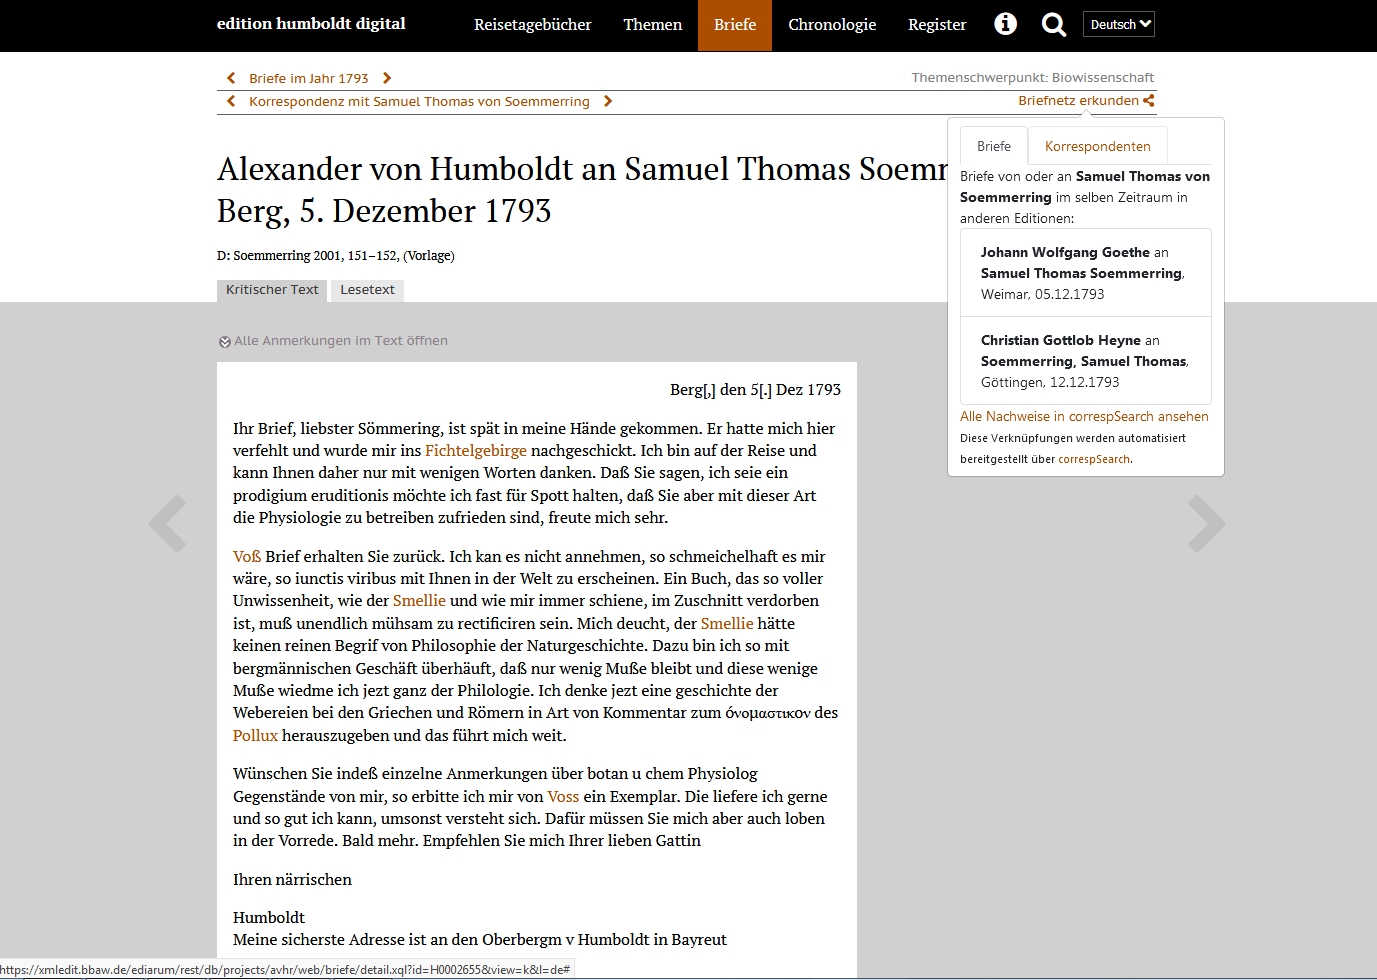 edition humboldt digital
Reisetagebücher Themen Briefe Chronologie Register Deutsch
Briefe im Jahr 1793
Themenschwerpunkt: Biowissenschaft
Korrespondenz mit Samuel Thomas von Soemmerring
Briefnetz erkunden
Alexander von Humboldt an Samuel Thomas Soemm
Berg, 5. Dezember 1793
D: Soemmerring 2001, 151–152, (Vorlage)
Kritischer Text Lesetext
Briefe Korrespondenten
Briefe von oder an Samuel Thomas von
Soemmerring im selben Zeitraum in
anderen Editionen:
Johann Wolfgang Goethe an
Samuel Thomas Soemmerring,
Weimar, 05.12.1793
Christian Gottlob Heyne an
Soemmerring, Samuel Thomas,
Göttingen, 12.12.1793
Alle Nachweise in correspSearch ansehen
Diese Verknüpfungen werden automatisiert
bereitgestellt über correspSearch.
Alle Anmerkungen im Text öffnen
Berg[,] den 5[.] Dez 1793
Ihr Brief, liebster Sömmering, ist spät in meine Hände gekommen. Er hatte mich hier
verfehlt und wurde mir ins Fichtelgebirge nachgeschickt. Ich bin auf der Reise und
kann Ihnen daher nur mit wenigen Worten danken. Daß Sie sagen, ich seie ein
prodigium eruditionis möchte ich fast für Spott halten, daß Sie aber mit dieser Art
die Physiologie zu betreiben zufrieden sind, freute mich sehr.
Voß Brief erhalten Sie zurück. Ich kan es nicht annehmen, so schmeichelhaft es mir
wäre, so iunctis viribus mit Ihnen in der Welt zu erscheinen. Ein Buch, das so voller
Unwissenheit, wie der Smellie und wie mir immer schiene, im Zuschnitt verdorben
ist, muß unendlich mühsam zu rectificiren sein. Mich deucht, der Smellie hätte
keinen reinen Begrif von Philosophie der Naturgeschichte. Dazu bin ich so mit
bergmännischen Geschäft überhäuft, daß nur wenig Muße bleibt und diese wenige
Muße wiedme ich jezt ganz der Philologie. Ich denke jezt eine geschichte der
Webereien bei den Griechen und Römern in Art von Kommentar zum όνομαστικον des
Pollux herauszugeben und das führt mich weit.
Wünschen Sie indeß einzelne Anmerkungen über botan u chem Physiolog
Gegenstände von mir, so erbitte ich mir von Voss ein Exemplar. Die liefere ich gerne
und so gut ich kann, umsonst versteht sich. Dafür müssen Sie mich aber auch loben
in der Vorrede. Bald mehr. Empfehlen Sie mich Ihrer lieben Gattin
Ihren närrischen
Humboldt
Meine sicherste Adresse ist an den Oberbergm v Humboldt in Bayreut
https://xmledit.bbaw.de/ediarum/rest/db/projects/avhr/web/briefe/detail.xql?id=H0002655&view=k&l=de#